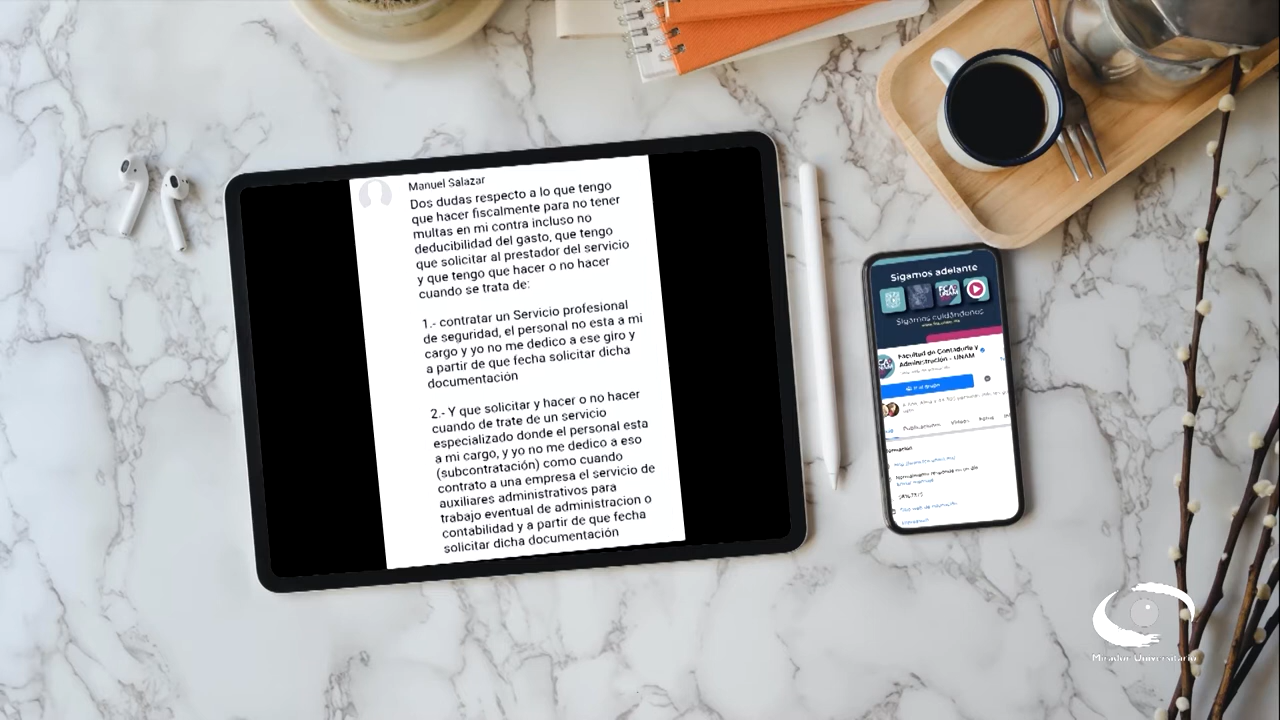 Manuel Salazar
Dos dudas respecto a lo que tengo
que hacer fiscalmente para no tener
multas en mi contra incluso no
deducibilidad del gasto, que tengo
que solicitar al prestador del servicio
y que tengo que hacer o no hacer
cuando se trata de:
1.- contratar un Servicio profesional
de seguridad, el personal no esta a mi
cargo y yo no me dedico a ese giro y
a partir de que fecha solicitar dicha
documentación
2.- Y que solicitar y hacer o no hacer
cuando de trate de un servicio
especializado donde el personal esta
a mi cargo, y yo no me dedico a eso
(subcontratación) como cuando
contrato a una empresa el servicio de
auxiliares administrativos para
trabajo eventual de administracion o
contabilidad y a partir de que fecha
solicitar dicha documentación
Sigamos adelante
FCA
UNAM
Sigamos cuidándonos
Facultad de Contaduría y
Administración - UNAM
Publicaciones
Videos
Mirador Universitario